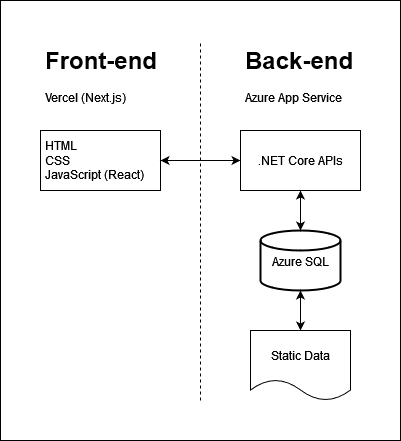 Front-end
Back-end
Vercel (Next.js)
Azure App Service
HTML
CSS
JavaScript (React)
.NET Core APIs
Azure SQL
Static Data